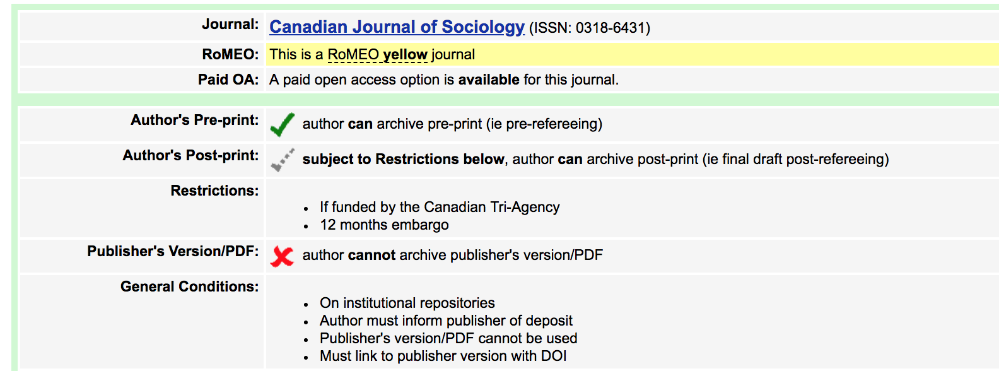 Journal: Canadian Journal of Sociology (ISSN: 0318-6431)
RoMEO: This is a RoMEO yellow journal
Paid OA: A paid open access option is available for this journal.
Author's Pre-print: author can archive pre-print (ie pre-refereeing)
Author's Post-print: subject to Restrictions below, author can archive post-print (ie final draft post-refereeing)
Restrictions:
• If funded by the Canadian Tri-Agency
• 12 months embargo
Publisher's Version/PDF: author cannot archive publisher's version/PDF
General Conditions:
• On institutional repositories
• Author must inform publisher of deposit
• Publisher's version/PDF cannot be used
• Must link to publisher version with DOI